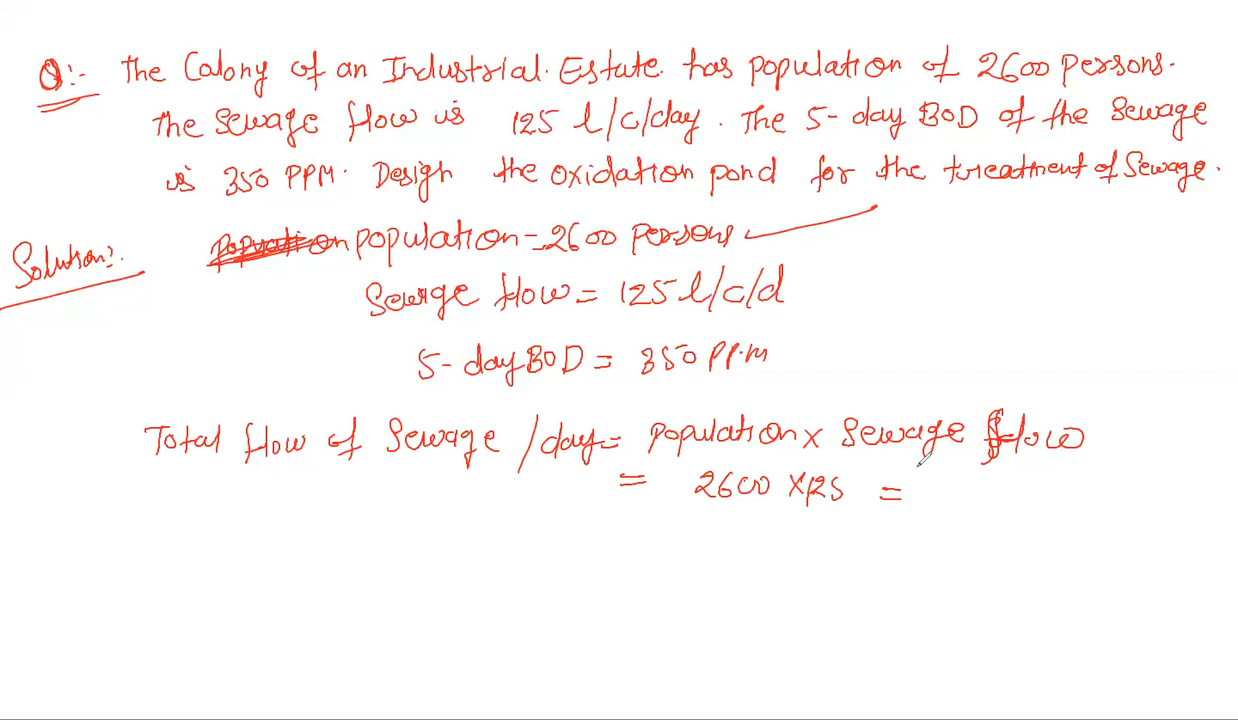 Q:- The Colony of an Industrial Estate has population of 2600 persons.
The sewage flow is 125 l/c/day. The 5-day BOD of the sewage
is 350 PPM. Design the oxidation pond for the treatment of sewage.
Solution:- population = 2600 persons
Sewage flow = 125 l/c/d
5-day BOD = 350 PP.M
Total flow of sewage /day = population x sewage flow
= 2600 x 125 =